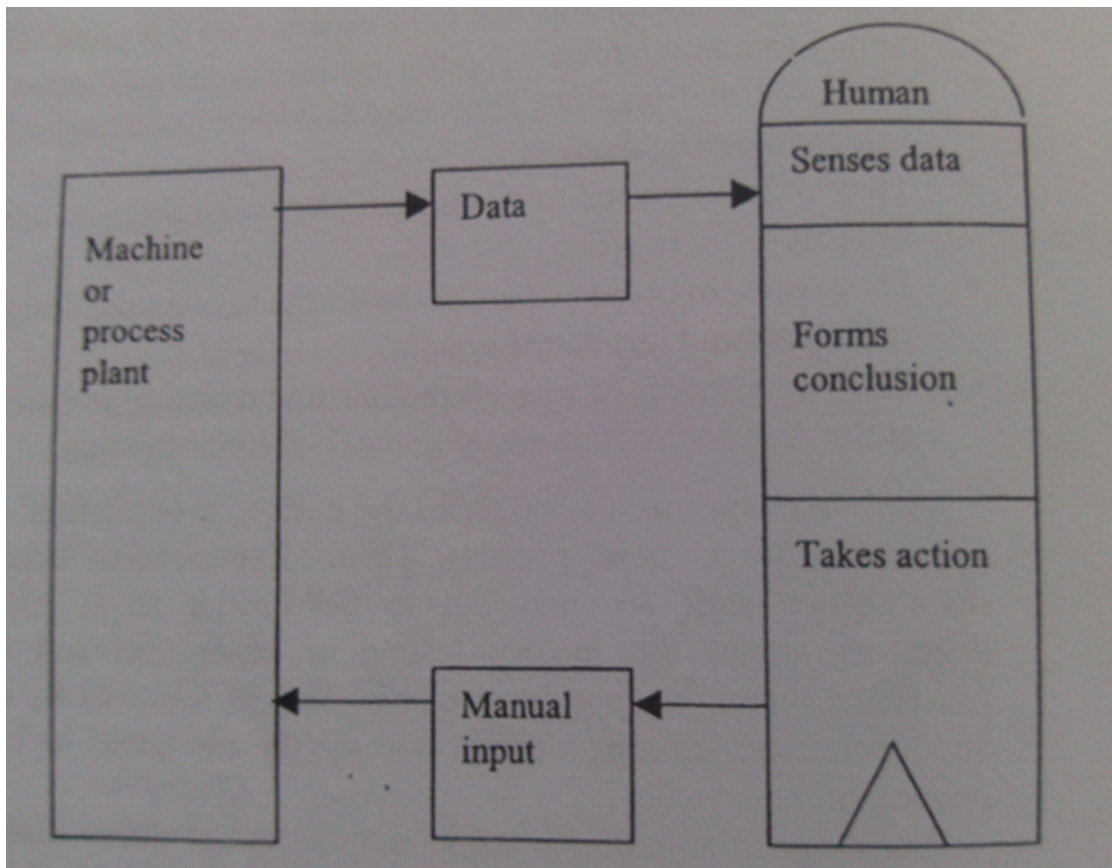 Human
Senses data
Data
Machine
or
process
plant
Forms
conclusion
Takes action
Manual
input